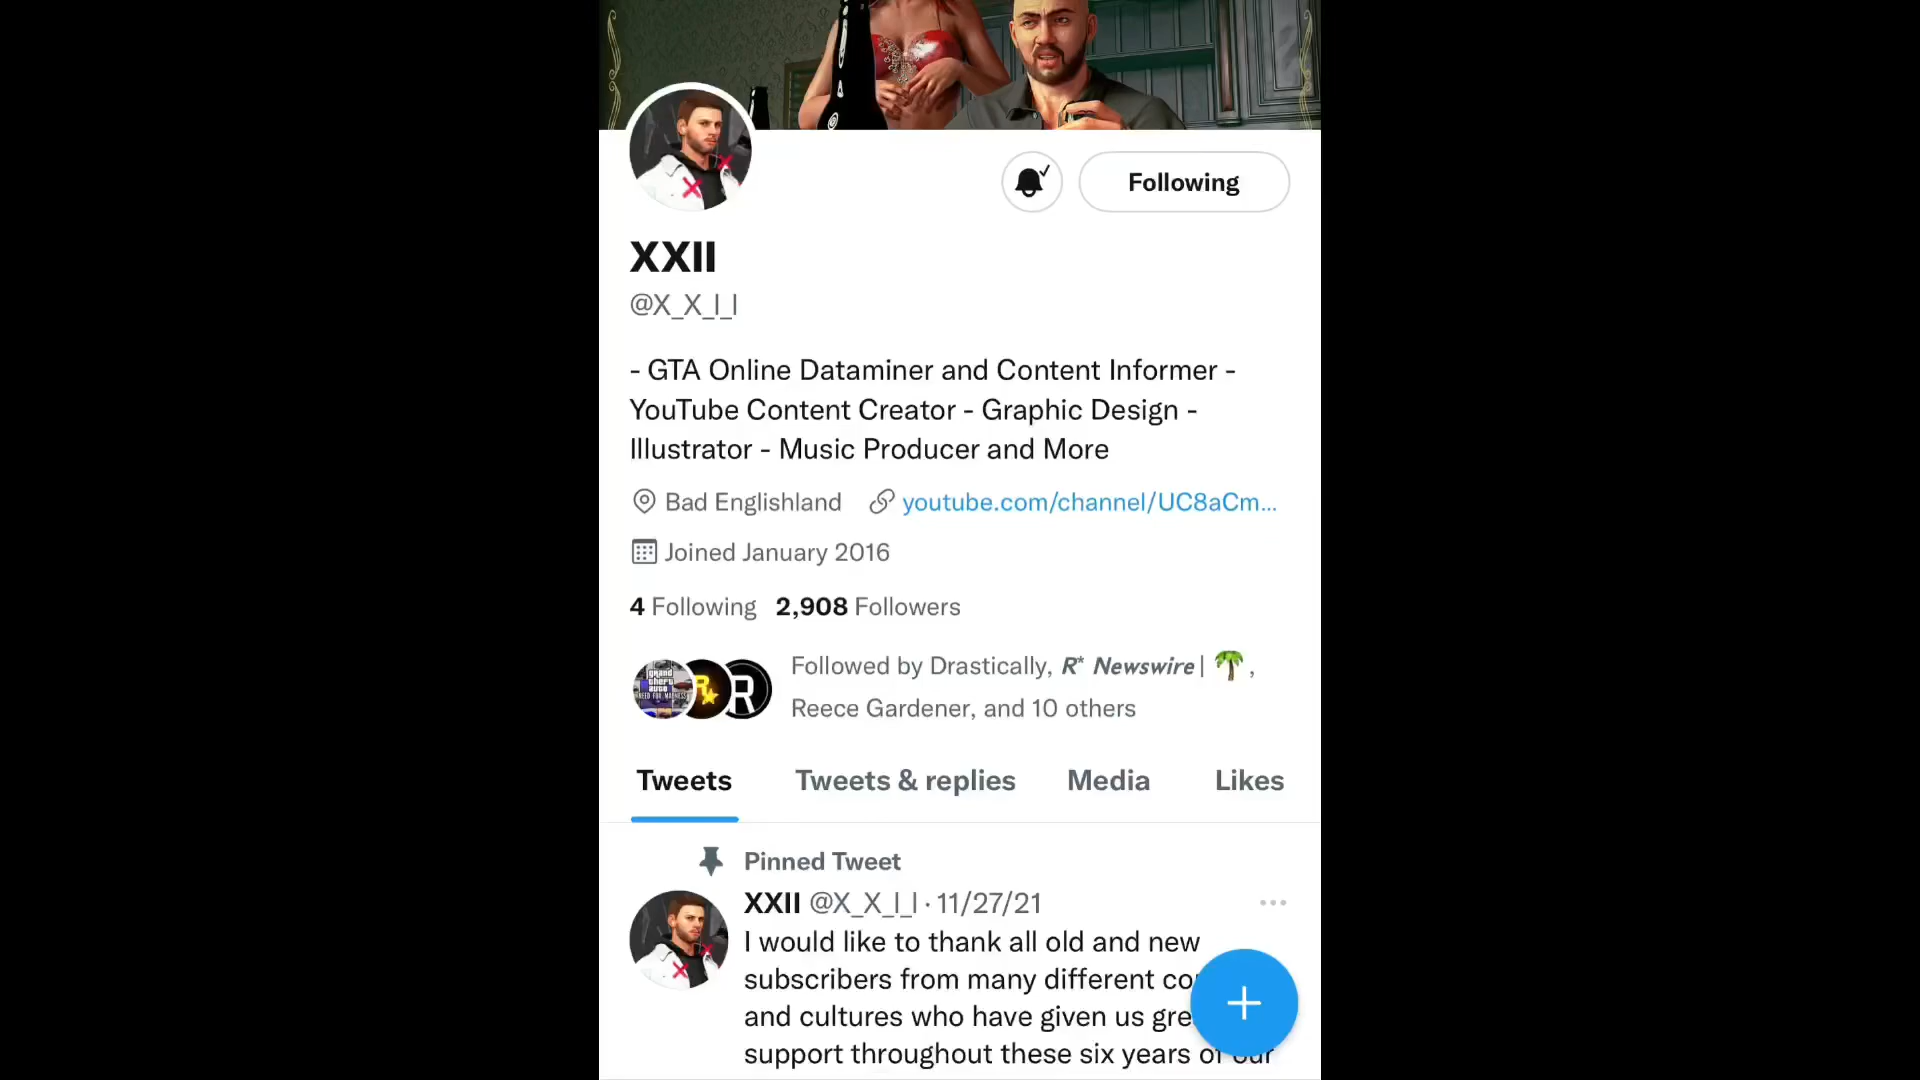 Following
XXII
@X_X_I_I
- GTA Online Dataminer and Content Informer -
YouTube Content Creator - Graphic Design -
Illustrator - Music Producer and More
Bad Englishland youtube.com/channel/UC8aCm...
Joined January 2016
4 Following 2,908 Followers
Followed by Drastically, R* Newswire | 🌴,
Reece Gardener, and 10 others
Tweets Tweets & replies Media Likes
Pinned Tweet
XXII @X_X_I_I · 11/27/21
I would like to thank all old and new
subscribers from many different
and cultures who have given us
support throughout these six years of our